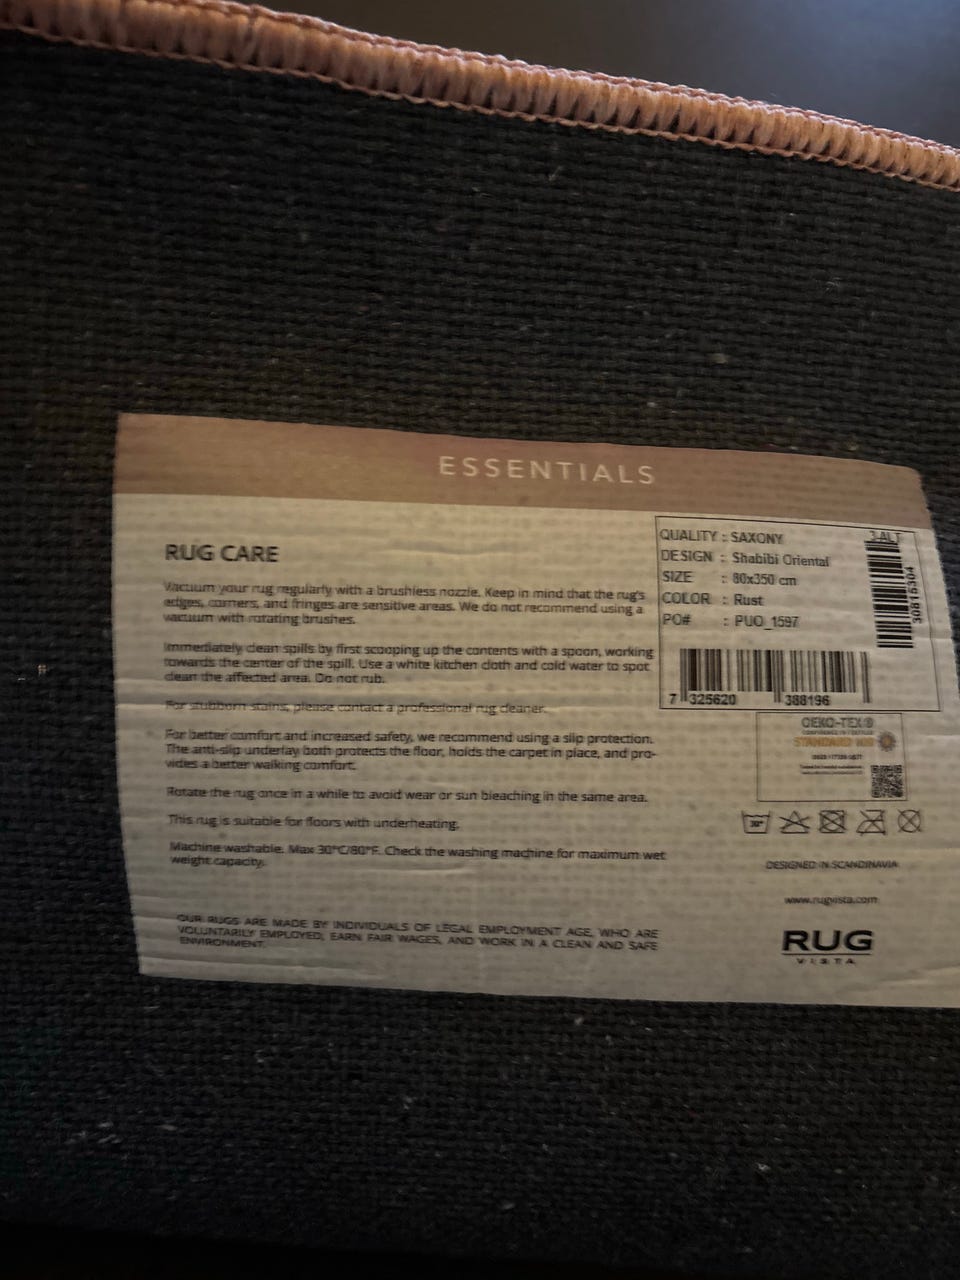 ESSENTIALS
RUG CARE
Vacuum your rug regularly with a brushless nozzle. Keep in mind that the rug's
edges, corners, and fringes are sensitive areas. We do not recommend using a
vacuum with rotating brushes.
Immediately clean spills by first scooping up the contents with a spoon, working
towards the center of the spill. Use a white kitchen cloth and cold water to spot
clean the affected area. Do not rub.
For stubborn stains, please contact a professional rug cleaner.
For better comfort and increased safety, we recommend using a slip protection.
The anti-slip underlay both protects the floor, holds the carpet in place, and pro-
vides a better walking comfort.
Rotate the rug once in a while to avoid wear or sun bleaching in the same area.
This rug is suitable for floors with underheating.
Machine washable. Max 30°C/80°F. Check the washing machine for maximum wet
weight capacity.
OUR RUGS ARE MADE BY INDIVIDUALS OF LEGAL EMPLOYMENT AGE, WHO ARE
VOLUNTARILY EMPLOYED, EARN FAIR WAGES, AND WORK IN A CLEAN AND SAFE
ENVIRONMENT.
QUALITY : SAXONY
DESIGN : Shabibi Oriental
SIZE : 80x350 cm
COLOR : Rust
PO# : PUO_1597
3-ALT
30815304
7 325620 388196
OEKO-TEX®
CONFIDENCE IN TEXTILES
STANDARD 100
30°
DESIGNED IN SCANDINAVIA
www.rugvista.com
RUG
VISTA